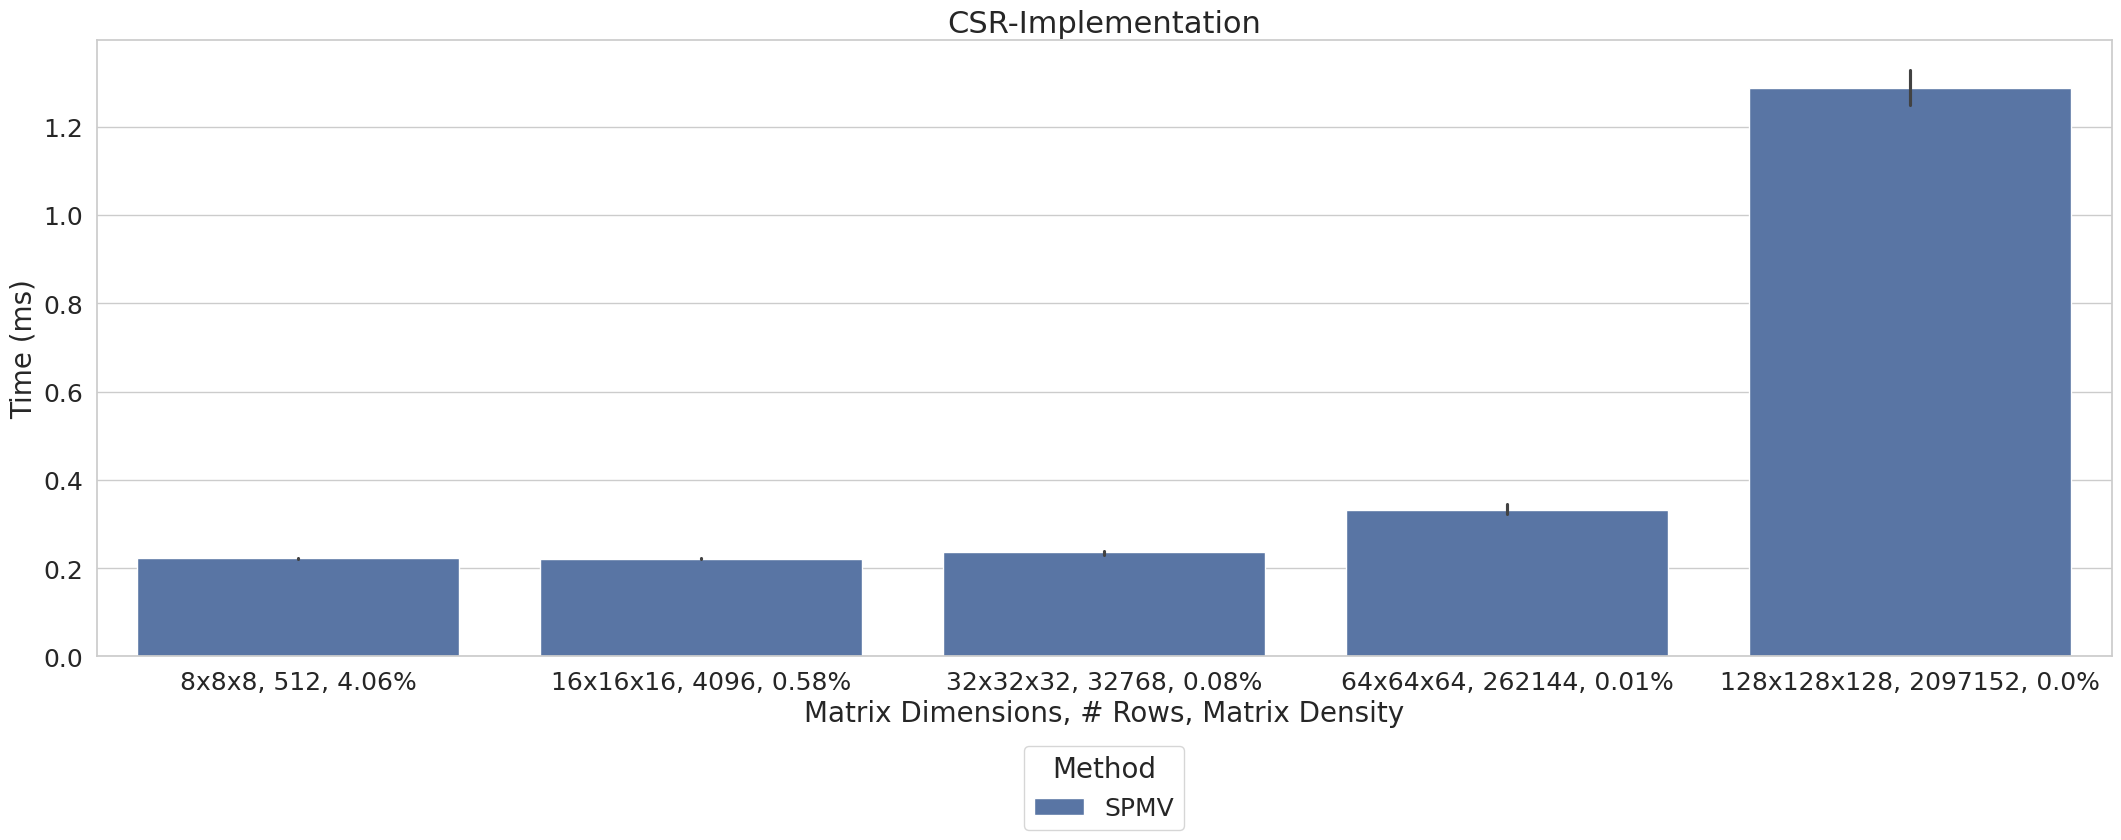 CSR-Implementation
Time (ms)
1.2
1.0
0.8
0.6
0.4
0.2
0.0
8x8x8, 512, 4.06%
16x16x16, 4096, 0.58%
32x32x32, 32768, 0.08%
64x64x64, 262144, 0.01%
128x128x128, 2097152, 0.0%
Matrix Dimensions, # Rows, Matrix Density
Method
SPMV